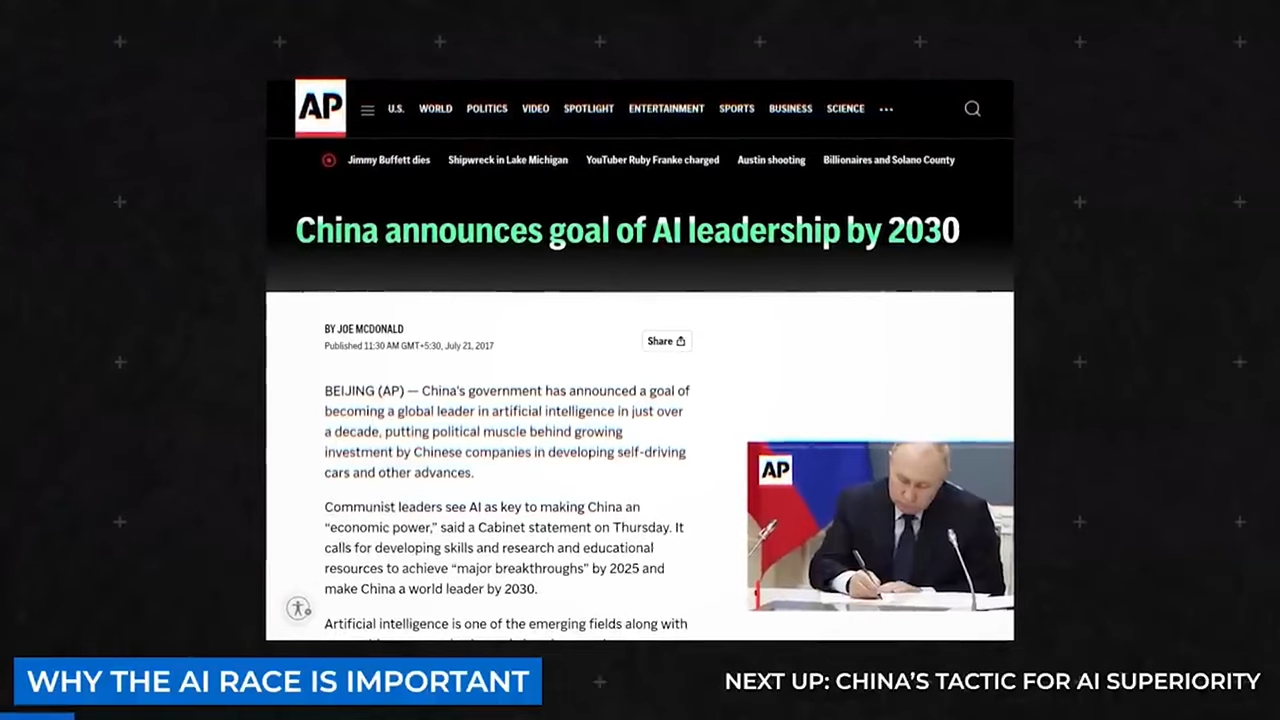 AP
U.S. WORLD POLITICS VIDEO SPOTLIGHT ENTERTAINMENT SPORTS BUSINESS SCIENCE ...
Jimmy Buffett dies Shipwreck in Lake Michigan YouTuber Ruby Franke charged Austin shooting Billionaires and Solano County
China announces goal of AI leadership by 2030
BY JOE MCDONALD
Published 11:30 AM GMT+5:30, July 21, 2017
Share
BEIJING (AP) — China's government has announced a goal of
becoming a global leader in artificial intelligence in just over
a decade, putting political muscle behind growing
investment by Chinese companies in developing self-driving
cars and other advances.
Communist leaders see AI as key to making China an
“economic power,” said a Cabinet statement on Thursday. It
calls for developing skills and research and educational
resources to achieve “major breakthroughs” by 2025 and
make China a world leader by 2030.
Artificial intelligence is one of the emerging fields along with
AP
WHY THE AI RACE IS IMPORTANT
NEXT UP: CHINA’S TACTIC FOR AI SUPERIORITY